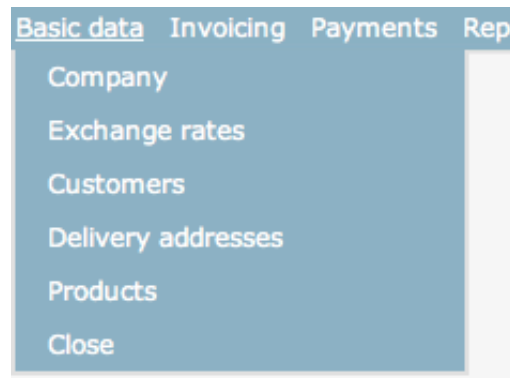 Basic data Invoicing Payments Rep
Company
Exchange rates
Customers
Delivery addresses
Products
Close